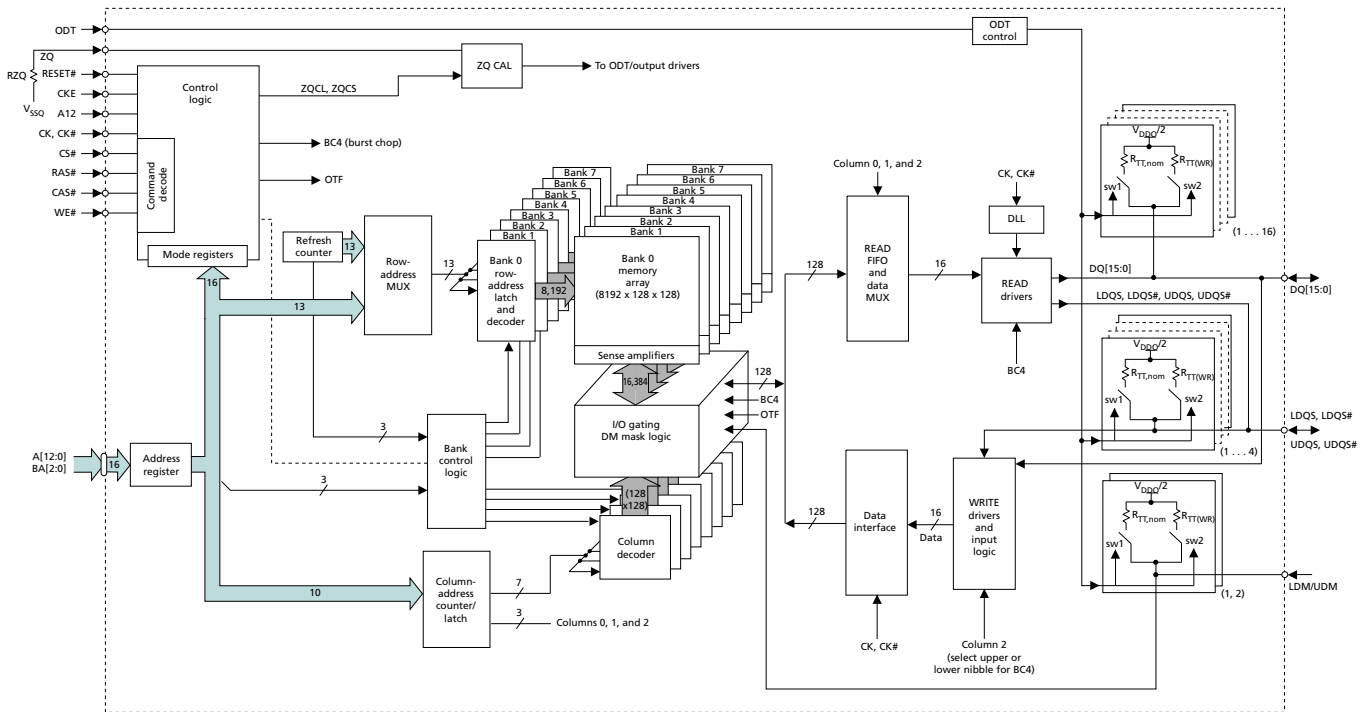 ODT
ODT
control
ZQ
RZQ
VSSQ
RESET#
CKE
A12
CK, CK#
CS#
RAS#
CAS#
WE#
Control
logic
Command
decode
Mode registers
ZQ CAL
To ODT/output drivers
ZQCL, ZQCS
BC4 (burst chop)
OTF
Refresh
counter
13
Row-
address
MUX
13
16
13
Bank 7
Bank 6
Bank 5
Bank 4
Bank 3
Bank 2
Bank 1
Bank 0
row-
address
latch
and
decoder
8,192
Bank 7
Bank 6
Bank 5
Bank 4
Bank 3
Bank 2
Bank 1
Bank 0
memory
array
(8192 x 128 x 128)
Sense amplifiers
16,384
I/O gating
DM mask logic
128
BC4
OTF
(128
x128)
Column
decoder
A[12:0]
BA[2:0]
16
Address
register
3
3
Bank
control
logic
10
Column-
address
counter/
latch
7
3
Columns 0, 1, and 2
Column 0, 1, and 2
128
READ
FIFO
and
data
MUX
16
CK, CK#
DLL
READ
drivers
BC4
DQ[15:0]
LDQS, LDQS#, UDQS, UDQS#
128
Data
interface
CK, CK#
16
Data
WRITE
drivers
and
input
logic
Column 2
(select upper or
lower nibble for BC4)
VDDQ/2
RTT,nom
RTT(WR)
sw1
sw2
(1 . . . 16)
DQ[15:0]
VDDQ/2
RTT,nom
RTT(WR)
sw1
sw2
(1 . . . 4)
LDQS, LDQS#
UDQS, UDQS#
VDDQ/2
RTT,nom
RTT(WR)
sw1
sw2
(1, 2)
LDM/UDM